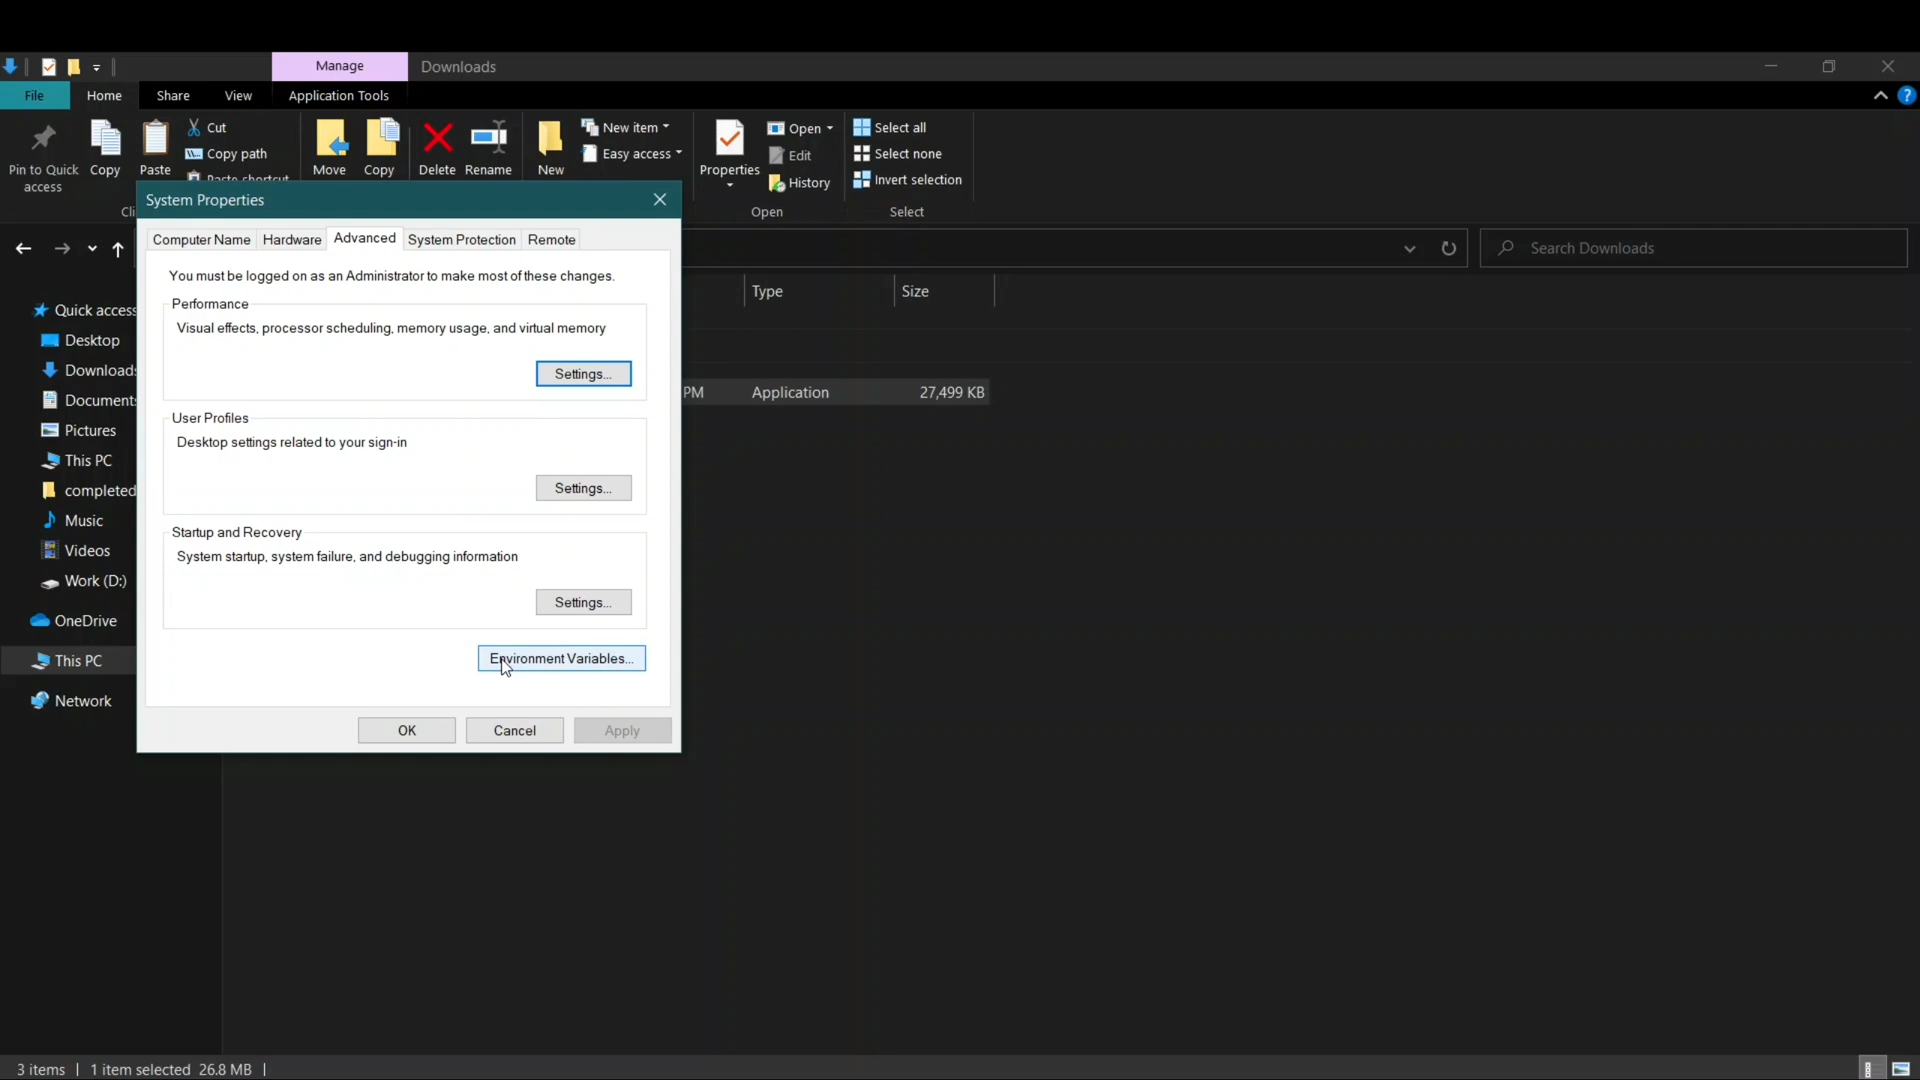 Manage
Downloads
File
Home
Share
View
Application Tools
Pin to Quick
access
Copy
Paste
Cut
Copy path
Move
Copy
Delete
Rename
New
New item
Easy access
Properties
Open
Edit
History
Select all
Select none
Invert selection
Open
Select
System Properties
Search Downloads
Computer Name
Hardware
Advanced
System Protection
Remote
You must be logged on as an Administrator to make most of these changes.
Performance
Visual effects, processor scheduling, memory usage, and virtual memory
Settings...
User Profiles
Desktop settings related to your sign-in
Settings...
Startup and Recovery
System startup, system failure, and debugging information
Settings...
Environment Variables...
OK
Cancel
Apply
Type
Size
PM
Application
27,499 KB
Quick access
Desktop
Downloads
Documents
Pictures
This PC
completed
Music
Videos
Work (D:)
OneDrive
This PC
Network
3 items
1 item selected 26.8 MB